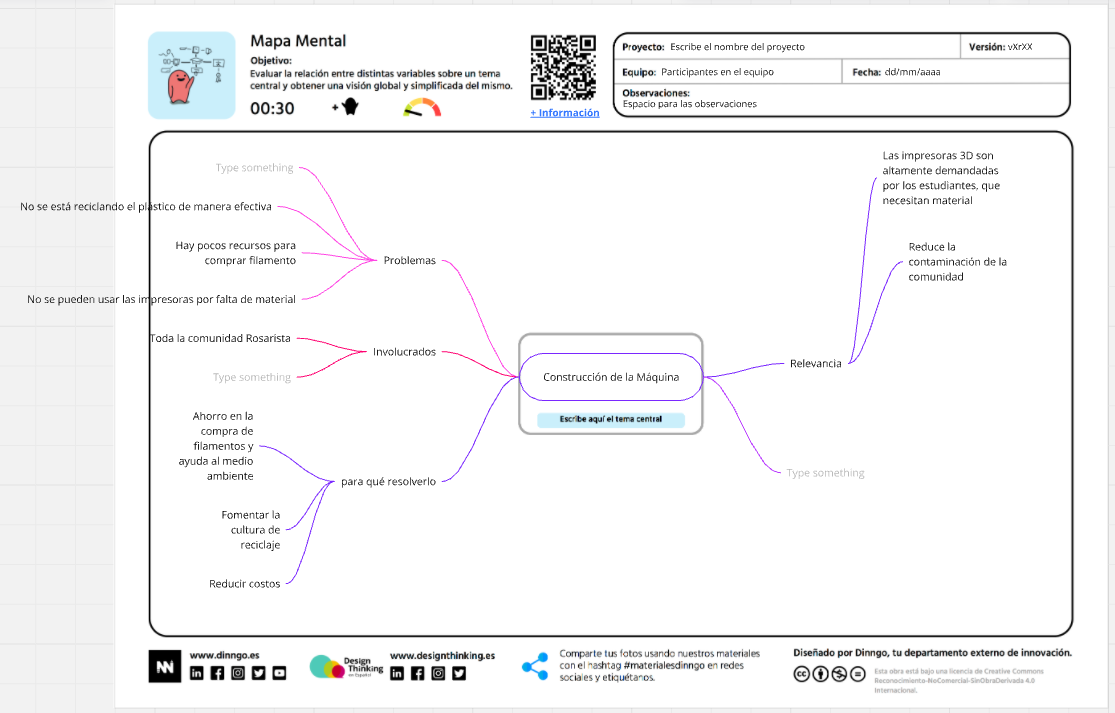 Mapa Mental
Objetivo:
Evaluar la relación entre distintas variables sobre un tema
central y obtener una visión global y simplificada del mismo.
00:30
+
+ Información
Proyecto: Escribe el nombre del proyecto
Versión: vXrXX
Equipo: Participantes en el equipo
Fecha: dd/mm/aaaa
Observaciones:
Espacio para las observaciones
Type something
No se está reciclando el plástico de manera efectiva
Hay pocos recursos para
comprar filamento
No se pueden usar las impresoras por falta de material
Problemas
Toda la comunidad Rosarista
Type something
Involucrados
Ahorro en la
compra de
filamentos y
ayuda al medio
ambiente
Fomentar la
cultura de
reciclaje
Reducir costos
para qué resolverlo
Construcción de la Máquina
Escribe aquí el tema central
Las impresoras 3D son
altamente demandadas
por los estudiantes, que
necesitan material
Reduce la
contaminación de la
comunidad
Relevancia
Type something
www.dinngo.es
Design
Thinking
en Español
www.designthinking.es
Comparte tus fotos usando nuestros materiales
con el hashtag #materialesdinngo en redes
sociales y etiquétanos.
Diseñado por Dinngo, tu departamento externo de innovación.
Esta obra está bajo una licencia de Creative Commons
Reconocimiento-NoComercial-SinObraDerivada 4.0
Internacional.